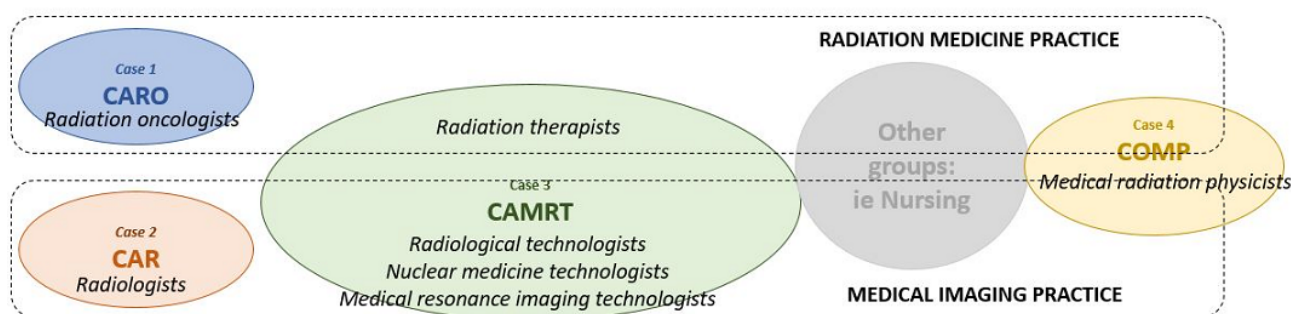 RADIATION MEDICINE PRACTICE
Case 1
CARO
Radiation oncologists
Radiation therapists
Other
groups:
ie Nursing
Case 4
COMP
Medical radiation physicists
Case 2
CAR
Radiologists
Case 3
CAMRT
Radiological technologists
Nuclear medicine technologists
Medical resonance imaging technologists
MEDICAL IMAGING PRACTICE